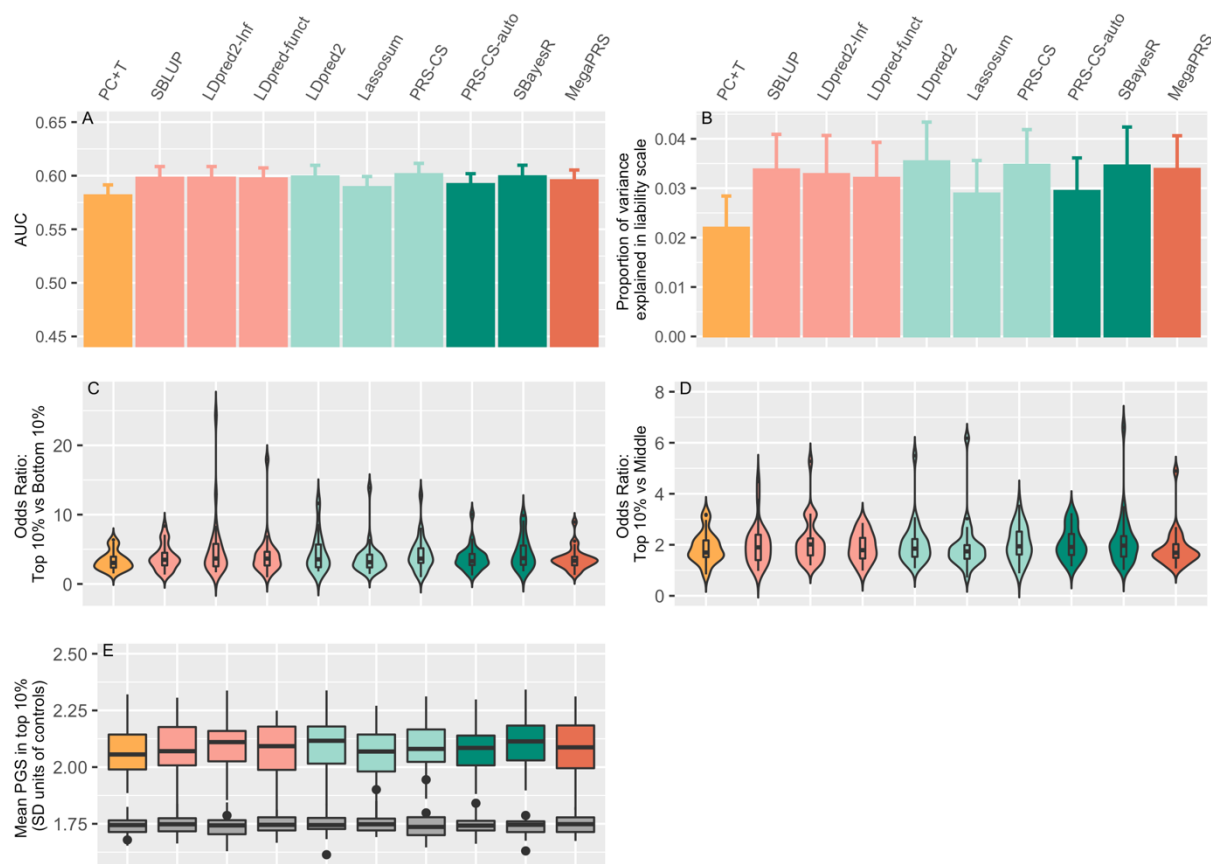 PC+T
SBLUP
LDpred2-Inf
LDpred-funct
LDpred2
Lassosum
PRS-CS
PRS-CS-auto
SBayesR
MegaPRS
PC+T
SBLUP
LDpred2-Inf
LDpred-funct
LDpred2
Lassosum
PRS-CS
PRS-CS-auto
SBayesR
MegaPRS
A
0.65
0.60
0.55
0.50
0.45
AUC
B
0.04
0.03
0.02
0.01
0.00
Proportion of variance
explained in liability scale
C
20
10
0
Odds Ratio:
Top 10% vs Bottom 10%
D
8
6
4
2
0
Odds Ratio:
Top 10% vs Middle
E
2.50
2.25
2.00
1.75
Mean PGS in top 10%
(SD units of controls)